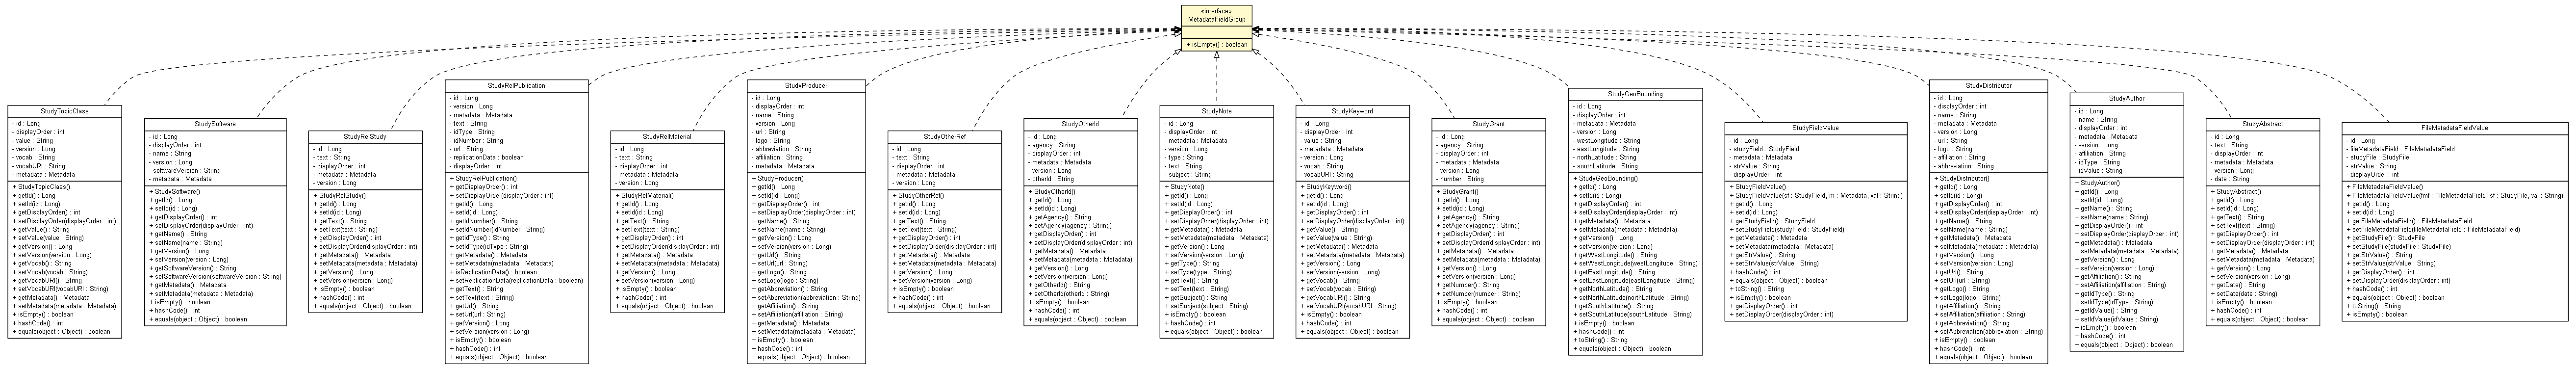 «interface»
MetadataFieldGroup
+ isEmpty() : boolean
StudyTopicClass
- id : Long
- displayOrder : int
- value : String
- version : Long
- vocab : String
- vocabURI : String
- metadata : Metadata
+ StudyTopicClass()
+ getId() : Long
+ setId(id : Long)
+ getDisplayOrder() : int
+ setDisplayOrder(displayOrder : int)
+ getValue() : String
+ setValue(value : String)
+ getVersion() : Long
+ setVersion(version : Long)
+ getVocab() : String
+ setVocab(vocab : String)
+ getVocabURI() : String
+ setVocabURI(vocabURI : String)
+ getMetadata() : Metadata
+ setMetadata(metadata : Metadata)
+ isEmpty() : boolean
+ hashCode() : int
+ equals(object : Object) : boolean
StudySoftware
- id : Long
- displayOrder : int
- name : String
- version : Long
- softwareVersion : String
- metadata : Metadata
+ StudySoftware()
+ getId() : Long
+ setId(id : Long)
+ getDisplayOrder() : int
+ setDisplayOrder(displayOrder : int)
+ getName() : String
+ setName(name : String)
+ getVersion() : Long
+ setVersion(version : Long)
+ getSoftwareVersion() : String
+ setSoftwareVersion(softwareVersion : String)
+ getMetadata() : Metadata
+ setMetadata(metadata : Metadata)
+ isEmpty() : boolean
+ hashCode() : int
+ equals(object : Object) : boolean
StudyRelStudy
- id : Long
- text : String
- displayOrder : int
- metadata : Metadata
- version : Long
+ StudyRelStudy()
+ getId() : Long
+ setId(id : Long)
+ getText() : String
+ setText(text : String)
+ getDisplayOrder() : int
+ setDisplayOrder(displayOrder : int)
+ getMetadata() : Metadata
+ setMetadata(metadata : Metadata)
+ getVersion() : Long
+ setVersion(version : Long)
+ isEmpty() : boolean
+ hashCode() : int
+ equals(object : Object) : boolean
StudyRelPublication
- id : Long
- version : Long
- metadata : Metadata
- text : String
- idType : String
- idNumber : String
- url : String
- replicationData : boolean
- displayOrder : int
+ StudyRelPublication()
+ getDisplayOrder() : int
+ setDisplayOrder(displayOrder : int)
+ getId() : Long
+ setId(id : Long)
+ getIdNumber() : String
+ setIdNumber(idNumber : String)
+ getIdType() : String
+ setIdType(idType : String)
+ getMetadata() : Metadata
+ setMetadata(metadata : Metadata)
+ isReplicationData() : boolean
+ setReplicationData(replicationData : boolean)
+ getText() : String
+ setText(text : String)
+ getUrl() : String
+ setUrl(url : String)
+ getVersion() : Long
+ setVersion(version : Long)
+ isEmpty() : boolean
+ hashCode() : int
+ equals(object : Object) : boolean
StudyRelMaterial
- id : Long
- text : String
- displayOrder : int
- metadata : Metadata
- version : Long
+ StudyRelMaterial()
+ getId() : Long
+ setId(id : Long)
+ getText() : String
+ setText(text : String)
+ getDisplayOrder() : int
+ setDisplayOrder(displayOrder : int)
+ getMetadata() : Metadata
+ setMetadata(metadata : Metadata)
+ getVersion() : Long
+ setVersion(version : Long)
+ isEmpty() : boolean
+ hashCode() : int
+ equals(object : Object) : boolean
StudyProducer
- id : Long
- displayOrder : int
- name : String
- version : Long
- url : String
- logo : String
- abbreviation : String
- affiliation : String
- metadata : Metadata
+ StudyProducer()
+ getId() : Long
+ setId(id : Long)
+ getDisplayOrder() : int
+ setDisplayOrder(displayOrder : int)
+ getName() : String
+ setName(name : String)
+ getVersion() : Long
+ setVersion(version : Long)
+ getUrl() : String
+ setUrl(url : String)
+ getLogo() : String
+ setLogo(logo : String)
+ getAbbreviation() : String
+ setAbbreviation(abbreviation : String)
+ getAffiliation() : String
+ setAffiliation(affiliation : String)
+ getMetadata() : Metadata
+ setMetadata(metadata : Metadata)
+ isEmpty() : boolean
+ hashCode() : int
+ equals(object : Object) : boolean
StudyOtherRef
- id : Long
- text : String
- displayOrder : int
- metadata : Metadata
- version : Long
+ StudyOtherRef()
+ getId() : Long
+ setId(id : Long)
+ getText() : String
+ setText(text : String)
+ getDisplayOrder() : int
+ setDisplayOrder(displayOrder : int)
+ getMetadata() : Metadata
+ setMetadata(metadata : Metadata)
+ getVersion() : Long
+ setVersion(version : Long)
+ isEmpty() : boolean
+ hashCode() : int
+ equals(object : Object) : boolean
StudyOtherId
- id : Long
- agency : String
- displayOrder : int
- metadata : Metadata
- version : Long
- otherId : String
+ StudyOtherId()
+ getId() : Long
+ setId(id : Long)
+ getAgency() : String
+ setAgency(agency : String)
+ getDisplayOrder() : int
+ setDisplayOrder(displayOrder : int)
+ getMetadata() : Metadata
+ setMetadata(metadata : Metadata)
+ getVersion() : Long
+ setVersion(version : Long)
+ getOtherId() : String
+ setOtherId(otherId : String)
+ isEmpty() : boolean
+ hashCode() : int
+ equals(object : Object) : boolean
StudyNote
- id : Long
- displayOrder : int
- metadata : Metadata
- version : Long
- type : String
- text : String
- subject : String
+ StudyNote()
+ getId() : Long
+ setId(id : Long)
+ getDisplayOrder() : int
+ setDisplayOrder(displayOrder : int)
+ getMetadata() : Metadata
+ setMetadata(metadata : Metadata)
+ getVersion() : Long
+ setVersion(version : Long)
+ getType() : String
+ setType(type : String)
+ getText() : String
+ setText(text : String)
+ getSubject() : String
+ setSubject(subject : String)
+ isEmpty() : boolean
+ hashCode() : int
+ equals(object : Object) : boolean
StudyKeyword
- id : Long
- displayOrder : int
- value : String
- metadata : Metadata
- version : Long
- vocab : String
- vocabURI : String
+ StudyKeyword()
+ getId() : Long
+ setId(id : Long)
+ getDisplayOrder() : int
+ setDisplayOrder(displayOrder : int)
+ getValue() : String
+ setValue(value : String)
+ getMetadata() : Metadata
+ setMetadata(metadata : Metadata)
+ getVersion() : Long
+ setVersion(version : Long)
+ getVocab() : String
+ setVocab(vocab : String)
+ getVocabURI() : String
+ setVocabURI(vocabURI : String)
+ isEmpty() : boolean
+ hashCode() : int
+ equals(object : Object) : boolean
StudyGrant
- id : Long
- agency : String
- displayOrder : int
- metadata : Metadata
- version : Long
- number : String
+ StudyGrant()
+ getId() : Long
+ setId(id : Long)
+ getAgency() : String
+ setAgency(agency : String)
+ getDisplayOrder() : int
+ setDisplayOrder(displayOrder : int)
+ getMetadata() : Metadata
+ setMetadata(metadata : Metadata)
+ getVersion() : Long
+ setVersion(version : Long)
+ getNumber() : String
+ setNumber(number : String)
+ isEmpty() : boolean
+ hashCode() : int
+ equals(object : Object) : boolean
StudyGeoBounding
- id : Long
- displayOrder : int
- metadata : Metadata
- version : Long
- westLongitude : String
- eastLongitude : String
- northLatitude : String
- southLatitude : String
+ StudyGeoBounding()
+ getId() : Long
+ setId(id : Long)
+ getDisplayOrder() : int
+ setDisplayOrder(displayOrder : int)
+ getMetadata() : Metadata
+ setMetadata(metadata : Metadata)
+ getVersion() : Long
+ setVersion(version : Long)
+ getWestLongitude() : String
+ setWestLongitude(westLongitude : String)
+ getEastLongitude() : String
+ setEastLongitude(eastLongitude : String)
+ getNorthLatitude() : String
+ setNorthLatitude(northLatitude : String)
+ getSouthLatitude() : String
+ setSouthLatitude(southLatitude : String)
+ isEmpty() : boolean
+ hashCode() : int
+ toString() : String
+ equals(object : Object) : boolean
StudyFieldValue
- id : Long
- studyField : StudyField
- metadata : Metadata
- strValue : String
- displayOrder : int
+ StudyFieldValue()
+ StudyFieldValue(sf : StudyField, m : Metadata, val : String)
+ getId() : Long
+ setId(id : Long)
+ getStudyField() : StudyField
+ setStudyField(studyField : StudyField)
+ getMetadata() : Metadata
+ setMetadata(metadata : Metadata)
+ getStrValue() : String
+ setStrValue(strValue : String)
+ hashCode() : int
+ equals(object : Object) : boolean
+ toString() : String
+ isEmpty() : boolean
+ getDisplayOrder() : int
+ setDisplayOrder(displayOrder : int)
StudyDistributor
- id : Long
- displayOrder : int
- name : String
- metadata : Metadata
- version : Long
- url : String
- logo : String
- affiliation : String
- abbreviation : String
+ StudyDistributor()
+ getId() : Long
+ setId(id : Long)
+ getDisplayOrder() : int
+ setDisplayOrder(displayOrder : int)
+ getName() : String
+ setName(name : String)
+ getMetadata() : Metadata
+ setMetadata(metadata : Metadata)
+ getVersion() : Long
+ setVersion(version : Long)
+ getUrl() : String
+ setUrl(url : String)
+ getLogo() : String
+ setLogo(logo : String)
+ getAffiliation() : String
+ setAffiliation(affiliation : String)
+ getAbbreviation() : String
+ setAbbreviation(abbreviation : String)
+ isEmpty() : boolean
+ hashCode() : int
+ equals(object : Object) : boolean
StudyAuthor
- id : Long
- name : String
- displayOrder : int
- metadata : Metadata
- version : Long
- affiliation : String
- idType : String
- idValue : String
+ StudyAuthor()
+ getId() : Long
+ setId(id : Long)
+ getName() : String
+ setName(name : String)
+ getDisplayOrder() : int
+ setDisplayOrder(displayOrder : int)
+ getMetadata() : Metadata
+ setMetadata(metadata : Metadata)
+ getVersion() : Long
+ setVersion(version : Long)
+ getAffiliation() : String
+ setAffiliation(affiliation : String)
+ getIdType() : String
+ setIdType(idType : String)
+ getIdValue() : String
+ setIdValue(idValue : String)
+ isEmpty() : boolean
+ hashCode() : int
+ equals(object : Object) : boolean
StudyAbstract
- id : Long
- text : String
- displayOrder : int
- metadata : Metadata
- version : Long
- date : String
+ StudyAbstract()
+ getId() : Long
+ setId(id : Long)
+ getText() : String
+ setText(text : String)
+ getDisplayOrder() : int
+ setDisplayOrder(displayOrder : int)
+ getMetadata() : Metadata
+ setMetadata(metadata : Metadata)
+ getVersion() : Long
+ setVersion(version : Long)
+ getDate() : String
+ setDate(date : String)
+ isEmpty() : boolean
+ hashCode() : int
+ equals(object : Object) : boolean
FileMetadataFieldValue
- id : Long
- fileMetadataField : FileMetadataField
- studyFile : StudyFile
- strValue : String
- displayOrder : int
+ FileMetadataFieldValue()
+ FileMetadataFieldValue(fmf : FileMetadataField, sf : StudyFile, val : String)
+ getId() : Long
+ setId(id : Long)
+ getFileMetadataField() : FileMetadataField
+ setFileMetadataField(fileMetadataField : FileMetadataField)
+ getStudyFile() : StudyFile
+ setStudyFile(studyFile : StudyFile)
+ getStrValue() : String
+ setStrValue(strValue : String)
+ getDisplayOrder() : int
+ setDisplayOrder(displayOrder : int)
+ hashCode() : int
+ equals(object : Object) : boolean
+ toString() : String
+ isEmpty() : boolean